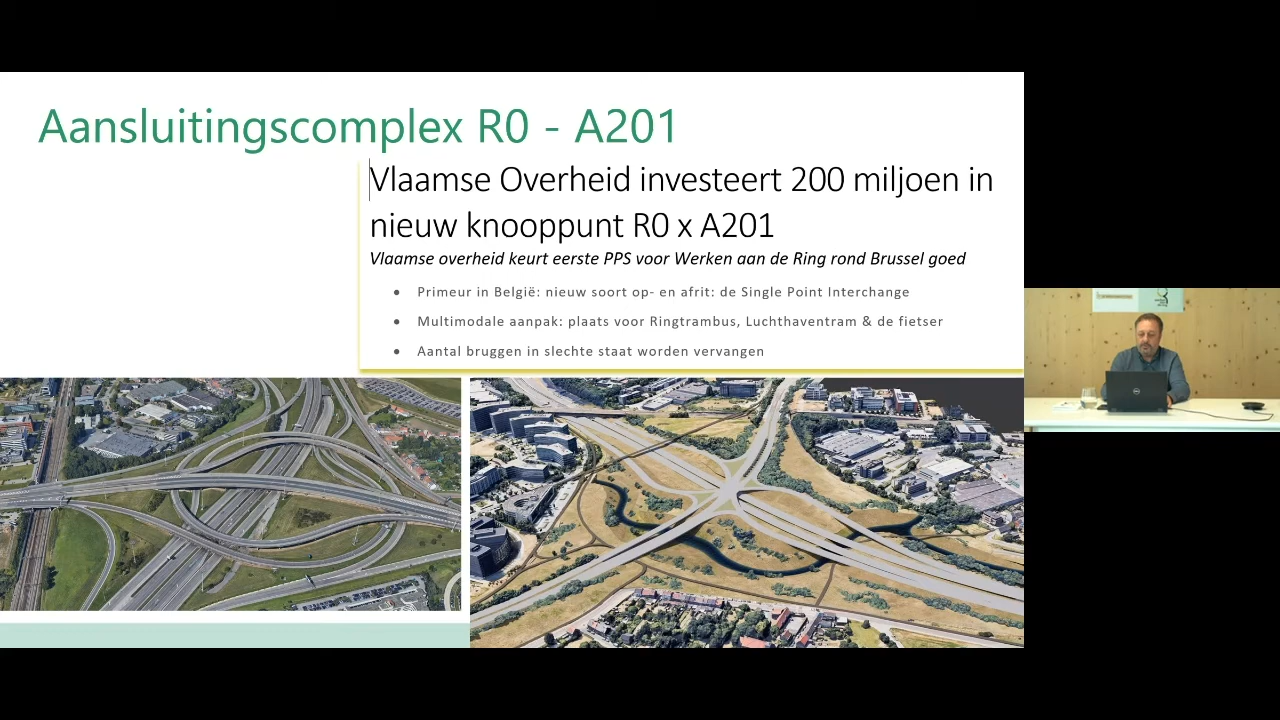 Aansluitingscomplex R0 - A201
Vlaamse Overheid investeert 200 miljoen in
nieuw knooppunt R0 x A201
Vlaamse overheid keurt eerste PPS voor Werken aan de Ring rond Brussel goed
• Primeur in België: nieuw soort op- en afrit: de Single Point Interchange
• Multimodale aanpak: plaats voor Ringtrambus, Luchthaventram & de fietser
• Aantal bruggen in slechte staat worden vervangen
DELL